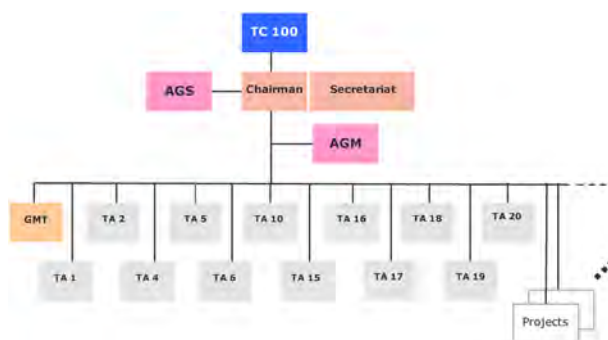 TC 100
AGS
Chairman
Secretariat
AGM
GMT
TA 2
TA 5
TA 10
TA 16
TA 18
TA 20
TA 1
TA 4
TA 6
TA 15
TA 17
TA 19
Projects